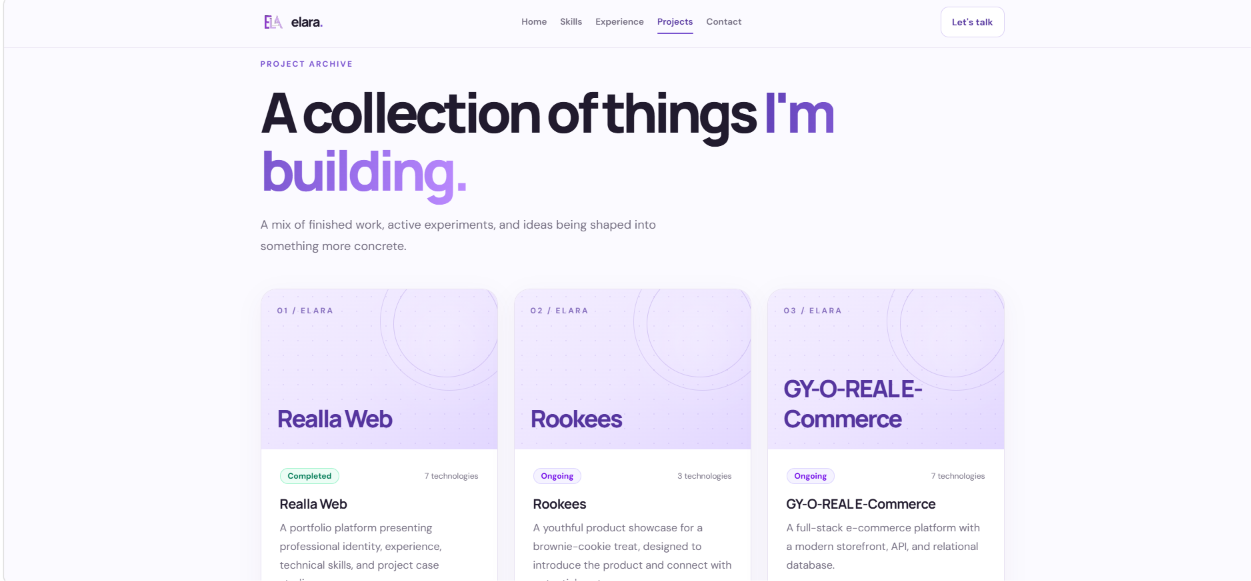 ELA elara.
Home Skills Experience Projects Contact
Let's talk
PROJECT ARCHIVE
A collection of things I'm
building.
A mix of finished work, active experiments, and ideas being shaped into
something more concrete.
01 / ELARA
Realla Web
Completed 7 technologies
Realla Web
A portfolio platform presenting
professional identity, experience,
technical skills, and project case
02 / ELARA
Rookees
Ongoing 3 technologies
Rookees
A youthful product showcase for a
brownie-cookie treat, designed to
introduce the product and connect with
03 / ELARA
GY-O-REAL E-
Commerce
Ongoing 7 technologies
GY-O-REAL E-Commerce
A full-stack e-commerce platform with
a modern storefront, API, and relational
database.